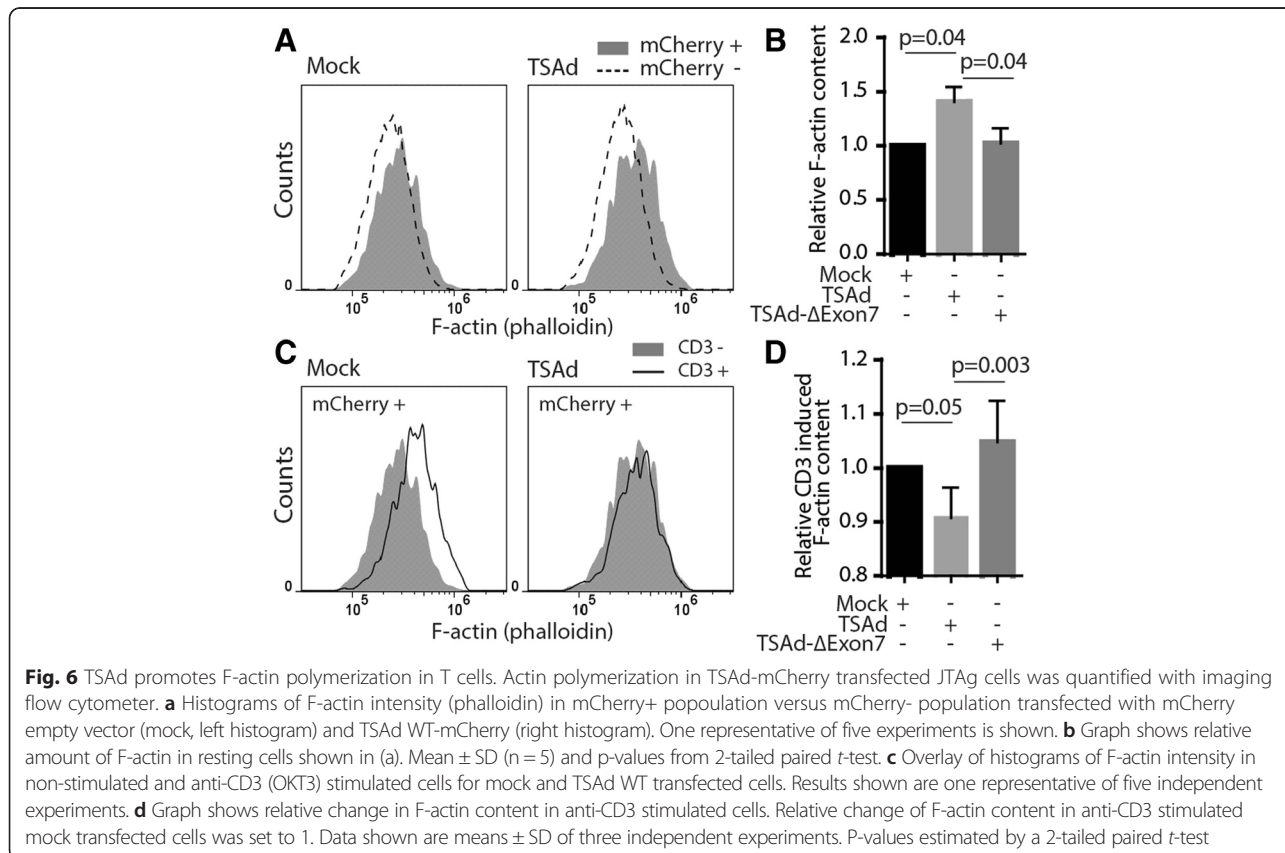 A
Mock
TSAd
mCherry +
mCherry -
Counts
0
0
10^5
10^6
10^5
10^6
F-actin (phalloidin)
F-actin (phalloidin)
B
Relative F-actin content
2.0
1.5
1.0
0.5
0.0
p=0.04
p=0.04
Mock + - -
TSAd - + -
TSAd-ΔExon7 - - +
C
Mock
TSAd
CD3 -
CD3 +
mCherry +
mCherry +
Counts
0
0
10^5
10^6
10^5
10^6
F-actin (phalloidin)
F-actin (phalloidin)
D
Relative CD3 induced
F-actin content
1.2
1.1
1.0
0.9
0.8
p=0.05
p=0.003
Mock + - -
TSAd - + -
TSAd-ΔExon7 - - +
Fig. 6 TSAd promotes F-actin polymerization in T cells. Actin polymerization in TSAd-mCherry transfected JTAg cells was quantified with imaging
flow cytometer. a Histograms of F-actin intensity (phalloidin) in mCherry+ popoulation versus mCherry- population transfected with mCherry
empty vector (mock, left histogram) and TSAd WT-mCherry (right histogram). One representative of five experiments is shown. b Graph shows relative
amount of F-actin in resting cells shown in (a). Mean ± SD (n = 5) and p-values from 2-tailed paired t-test. c Overlay of histograms of F-actin intensity in
non-stimulated and anti-CD3 (OKT3) stimulated cells for mock and TSAd WT transfected cells. Results shown are one representative of five independent
experiments. d Graph shows relative change in F-actin content in anti-CD3 stimulated cells. Relative change of F-actin content in anti-CD3 stimulated
mock transfected cells was set to 1. Data shown are means ± SD of three independent experiments. P-values estimated by a 2-tailed paired t-test